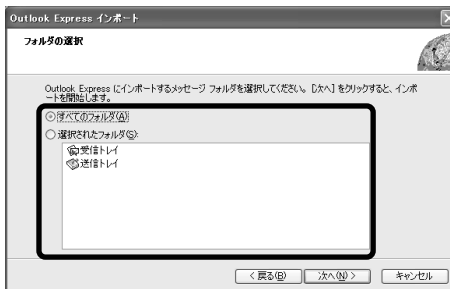 Outlook Express インポート
フォルダの選択
Outlook Express にインポートするメッセージ フォルダを選択してください。[次へ] をクリックすると、インポ
ートを開始します。
すべてのフォルダ(A)
選択されたフォルダ(S):
受信トレイ
送信トレイ
< 戻る(B)
次へ(N) >
キャンセル